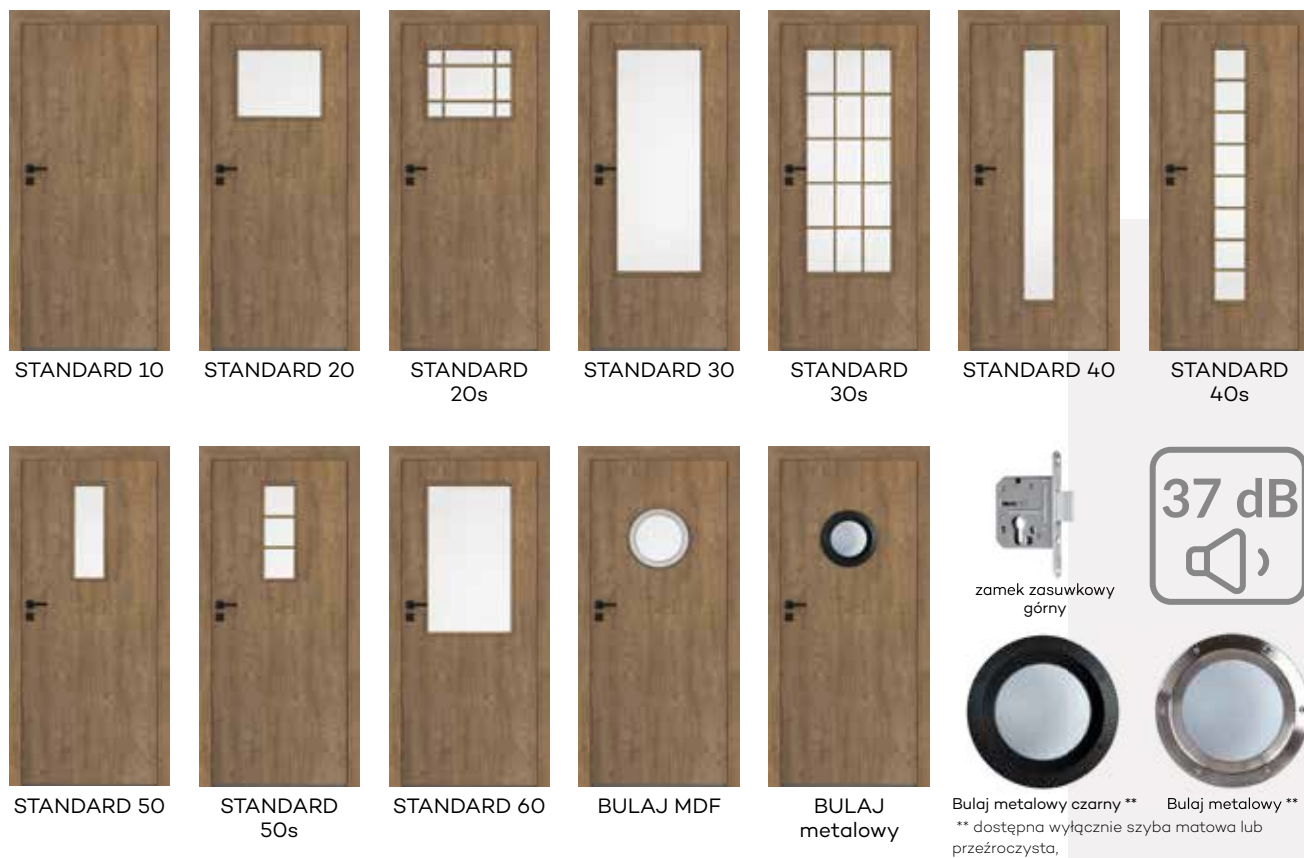 STANDARD 10
STANDARD 20
STANDARD
20s
STANDARD 30
STANDARD
30s
STANDARD 40
STANDARD
40s
37 dB
zamek zasuwkowy
górny
STANDARD 50
STANDARD
50s
STANDARD 60
BULAJ MDF
BULAJ
metalowy
Bulaj metalowy czarny **
Bulaj metalowy **
** dostępna wyłącznie szyba matowa lub
przeźroczysta,